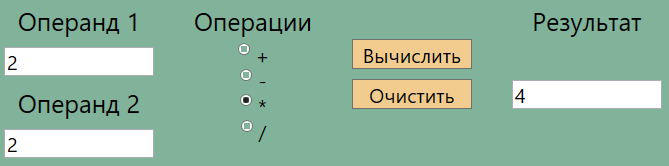 Операнд 1
2
Операнд 2
2
Операции
+
-
*
/
Вычислить
Очистить
Результат
4